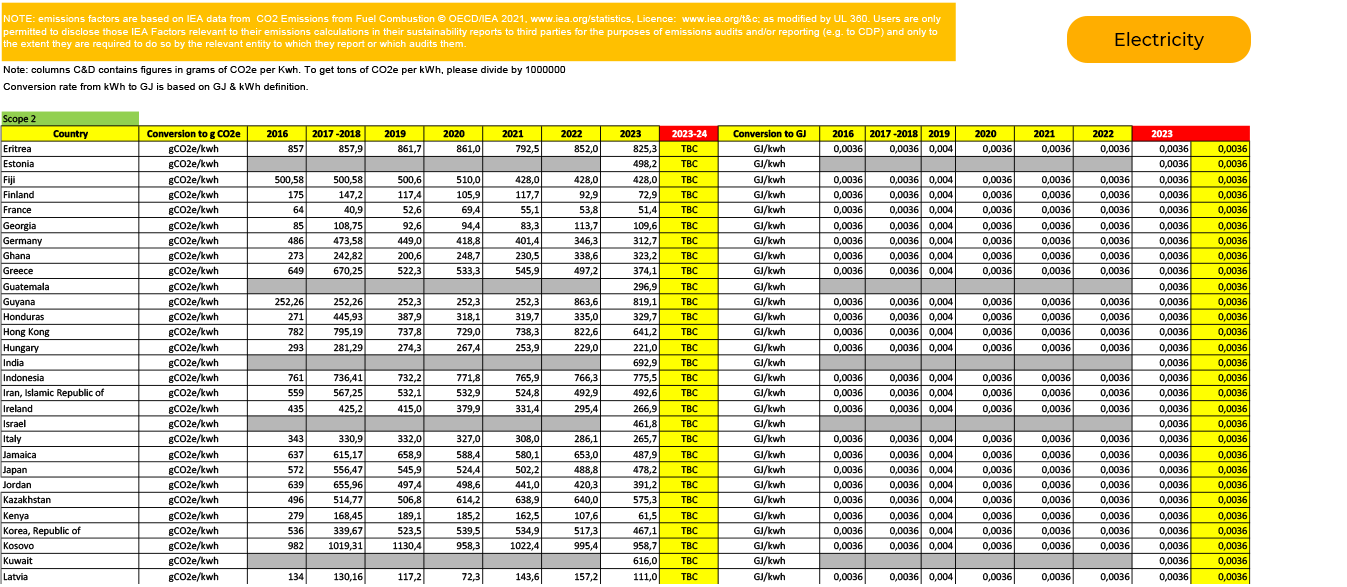 NOTE: emissions factors are based on IEA data from CO2 Emissions from Fuel Combustion © OECD/IEA 2021, www.iea.org/statistics, Licence: www.iea.org/t&c; as modified by UL 360. Users are only
permitted to disclose those IEA Factors relevant to their emissions calculations in their sustainability reports to third parties for the purposes of emissions audits and/or reporting (e.g. to CDP) and only to
the extent they are required to do so by the relevant entity to which they report or which audits them.
Electricity
Note: columns C&D contains figures in grams of CO2e per Kwh. To get tons of CO2e per kWh, please divide by 1000000
Conversion rate from kWh to GJ is based on GJ & kWh definition.
Scope 2
Country Conversion to g CO2e 2016 2017 -2018 2019 2020 2021 2022 2023 2023-24 Conversion to GJ 2016 2017 -2018 2019 2020 2021 2022 2023
Eritrea gCO2e/kwh 857 857,9 861,7 861,0 792,5 852,0 825,3 TBC GJ/kwh 0,0036 0,0036 0,004 0,0036 0,0036 0,0036 0,0036 0,0036
Estonia gCO2e/kwh 498,2 TBC GJ/kwh 0,0036 0,0036
Fiji gCO2e/kwh 500,58 500,58 500,6 510,0 428,0 428,0 428,0 TBC GJ/kwh 0,0036 0,0036 0,004 0,0036 0,0036 0,0036 0,0036 0,0036
Finland gCO2e/kwh 175 147,2 117,4 105,9 117,7 92,9 72,9 TBC GJ/kwh 0,0036 0,0036 0,004 0,0036 0,0036 0,0036 0,0036 0,0036
France gCO2e/kwh 64 40,9 52,6 69,4 55,1 53,8 51,4 TBC GJ/kwh 0,0036 0,0036 0,004 0,0036 0,0036 0,0036 0,0036 0,0036
Georgia gCO2e/kwh 85 108,75 92,6 94,4 83,3 113,7 109,6 TBC GJ/kwh 0,0036 0,0036 0,004 0,0036 0,0036 0,0036 0,0036 0,0036
Germany gCO2e/kwh 486 473,58 449,0 418,8 401,4 346,3 312,7 TBC GJ/kwh 0,0036 0,0036 0,004 0,0036 0,0036 0,0036 0,0036 0,0036
Ghana gCO2e/kwh 273 242,82 200,6 248,7 230,5 338,6 323,2 TBC GJ/kwh 0,0036 0,0036 0,004 0,0036 0,0036 0,0036 0,0036 0,0036
Greece gCO2e/kwh 649 670,25 522,3 533,3 545,9 497,2 374,1 TBC GJ/kwh 0,0036 0,0036 0,004 0,0036 0,0036 0,0036 0,0036 0,0036
Guatemala gCO2e/kwh 296,9 TBC GJ/kwh 0,0036 0,0036
Guyana gCO2e/kwh 252,26 252,26 252,3 252,3 252,3 863,6 819,1 TBC GJ/kwh 0,0036 0,0036 0,004 0,0036 0,0036 0,0036 0,0036 0,0036
Honduras gCO2e/kwh 271 445,93 387,9 318,1 319,7 335,0 329,7 TBC GJ/kwh 0,0036 0,0036 0,004 0,0036 0,0036 0,0036 0,0036 0,0036
Hong Kong gCO2e/kwh 782 795,19 737,8 729,0 738,3 822,6 641,2 TBC GJ/kwh 0,0036 0,0036 0,004 0,0036 0,0036 0,0036 0,0036 0,0036
Hungary gCO2e/kwh 293 281,29 274,3 267,4 253,9 229,0 221,0 TBC GJ/kwh 0,0036 0,0036 0,004 0,0036 0,0036 0,0036 0,0036 0,0036
India gCO2e/kwh 692,9 TBC GJ/kwh 0,0036 0,0036
Indonesia gCO2e/kwh 761 736,41 732,2 771,8 765,9 766,3 775,5 TBC GJ/kwh 0,0036 0,0036 0,004 0,0036 0,0036 0,0036 0,0036 0,0036
Iran, Islamic Republic of gCO2e/kwh 559 567,25 532,1 532,9 524,8 492,9 492,6 TBC GJ/kwh 0,0036 0,0036 0,004 0,0036 0,0036 0,0036 0,0036 0,0036
Ireland gCO2e/kwh 435 425,2 415,0 379,9 331,4 295,4 266,9 TBC GJ/kwh 0,0036 0,0036 0,004 0,0036 0,0036 0,0036 0,0036 0,0036
Israel gCO2e/kwh 461,8 TBC GJ/kwh 0,0036 0,0036
Italy gCO2e/kwh 343 330,9 332,0 327,0 308,0 286,1 265,7 TBC GJ/kwh 0,0036 0,0036 0,004 0,0036 0,0036 0,0036 0,0036 0,0036
Jamaica gCO2e/kwh 637 615,17 658,9 588,4 580,1 653,0 487,9 TBC GJ/kwh 0,0036 0,0036 0,004 0,0036 0,0036 0,0036 0,0036 0,0036
Japan gCO2e/kwh 572 556,47 545,9 524,4 502,2 488,8 478,2 TBC GJ/kwh 0,0036 0,0036 0,004 0,0036 0,0036 0,0036 0,0036 0,0036
Jordan gCO2e/kwh 639 655,96 497,4 498,6 441,0 420,3 391,2 TBC GJ/kwh 0,0036 0,0036 0,004 0,0036 0,0036 0,0036 0,0036 0,0036
Kazakhstan gCO2e/kwh 496 514,77 506,8 614,2 638,9 640,0 575,3 TBC GJ/kwh 0,0036 0,0036 0,004 0,0036 0,0036 0,0036 0,0036 0,0036
Kenya gCO2e/kwh 279 168,45 189,1 185,2 162,5 107,6 61,5 TBC GJ/kwh 0,0036 0,0036 0,004 0,0036 0,0036 0,0036 0,0036 0,0036
Korea, Republic of gCO2e/kwh 536 339,67 523,5 539,5 534,9 517,3 467,1 TBC GJ/kwh 0,0036 0,0036 0,004 0,0036 0,0036 0,0036 0,0036 0,0036
Kosovo gCO2e/kwh 982 1019,31 1130,4 958,3 1022,4 995,4 958,7 TBC GJ/kwh 0,0036 0,0036 0,004 0,0036 0,0036 0,0036 0,0036 0,0036
Kuwait gCO2e/kwh 616,0 TBC GJ/kwh 0,0036 0,0036
Latvia gCO2e/kwh 134 130,16 117,2 72,3 143,6 157,2 111,0 TBC GJ/kwh 0,0036 0,0036 0,004 0,0036 0,0036 0,0036 0,0036 0,0036